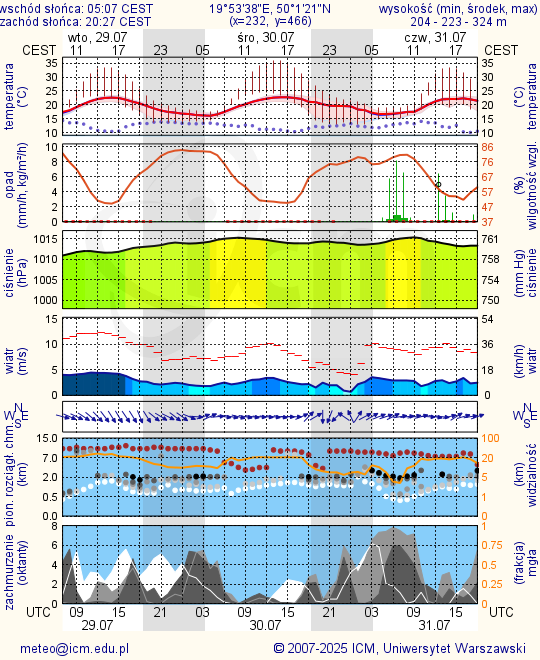 wschód słońca: 05:07 CEST 19°53'38"E, 50°1'21"N wysokość (min, środek, max)
zachód słońca: 20:27 CEST (x=232, y=466) 204 - 223 - 324 m
CEST wto, 29.07 śro, 30.07 czw, 31.07 CEST
11 17 23 05 11 17 23 05 11 17
temperatura (°C)
35 30 25 20 15 10
35 30 25 20 15 10
temperatura (°C)
opad (mm/h, kg/m²/h)
10 8 6 4 2 0
86 76 66 57 47 37
(%) wilgotność wzgl.
ciśnienie (hPa)
1015 1010 1005 1000
761 758 754 750
(mm Hg) ciśnienie
wiatr (m/s)
15 10 5 0
54 36 18 0
(km/h) wiatr
N W E S
N W E S
pion. rozciągł. chm. (km)
15.0 7.0 2.0 0.5 0.0
100 20 5 1 0
(km) widzialność
zachmurzenie (oktanty)
8 6 4 2 0
1 0.75 0.5 0.25 0
(frakcja) mgła
UTC 09 15 21 03 09 15 21 03 09 15 UTC
29.07 30.07 31.07
meteo@icm.edu.pl © 2007-2025 ICM, Uniwersytet Warszawski